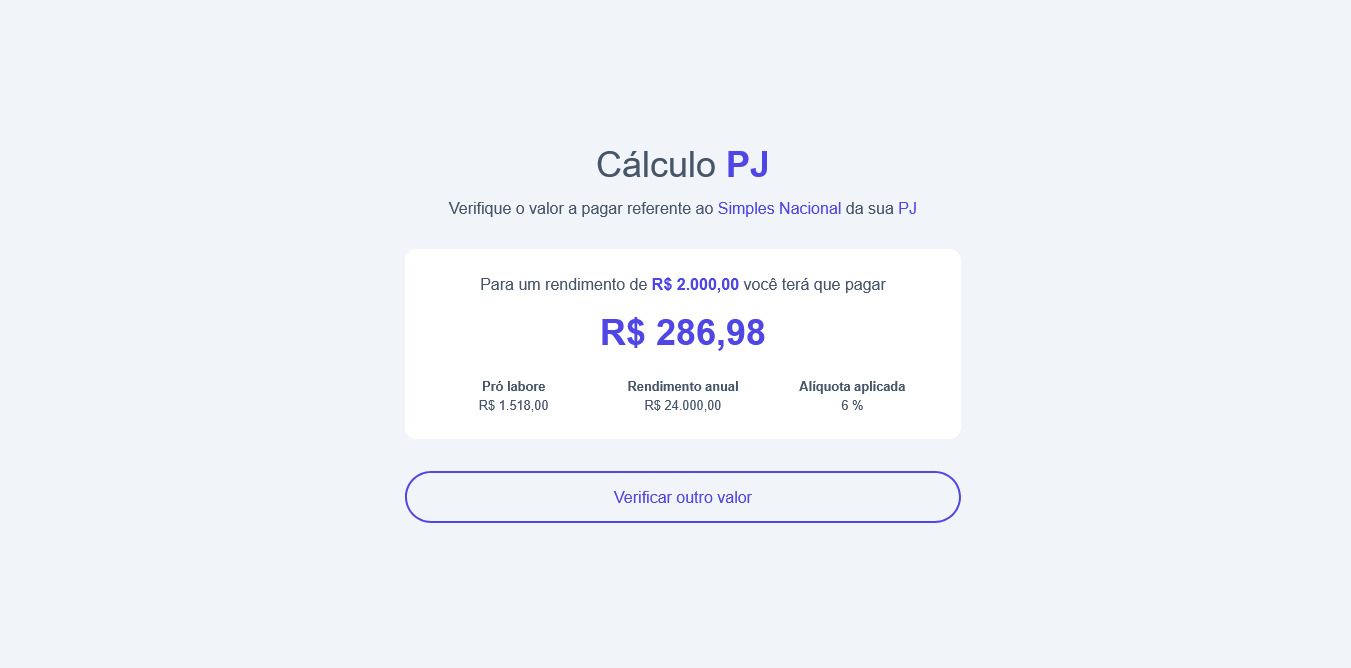 Cálculo PJ
Verifique o valor a pagar referente ao Simples Nacional da sua PJ
Para um rendimento de R$ 2.000,00 você terá que pagar
R$ 286,98
Pró labore Rendimento anual Alíquota aplicada
R$ 1.518,00 R$ 24.000,00 6 %
Verificar outro valor